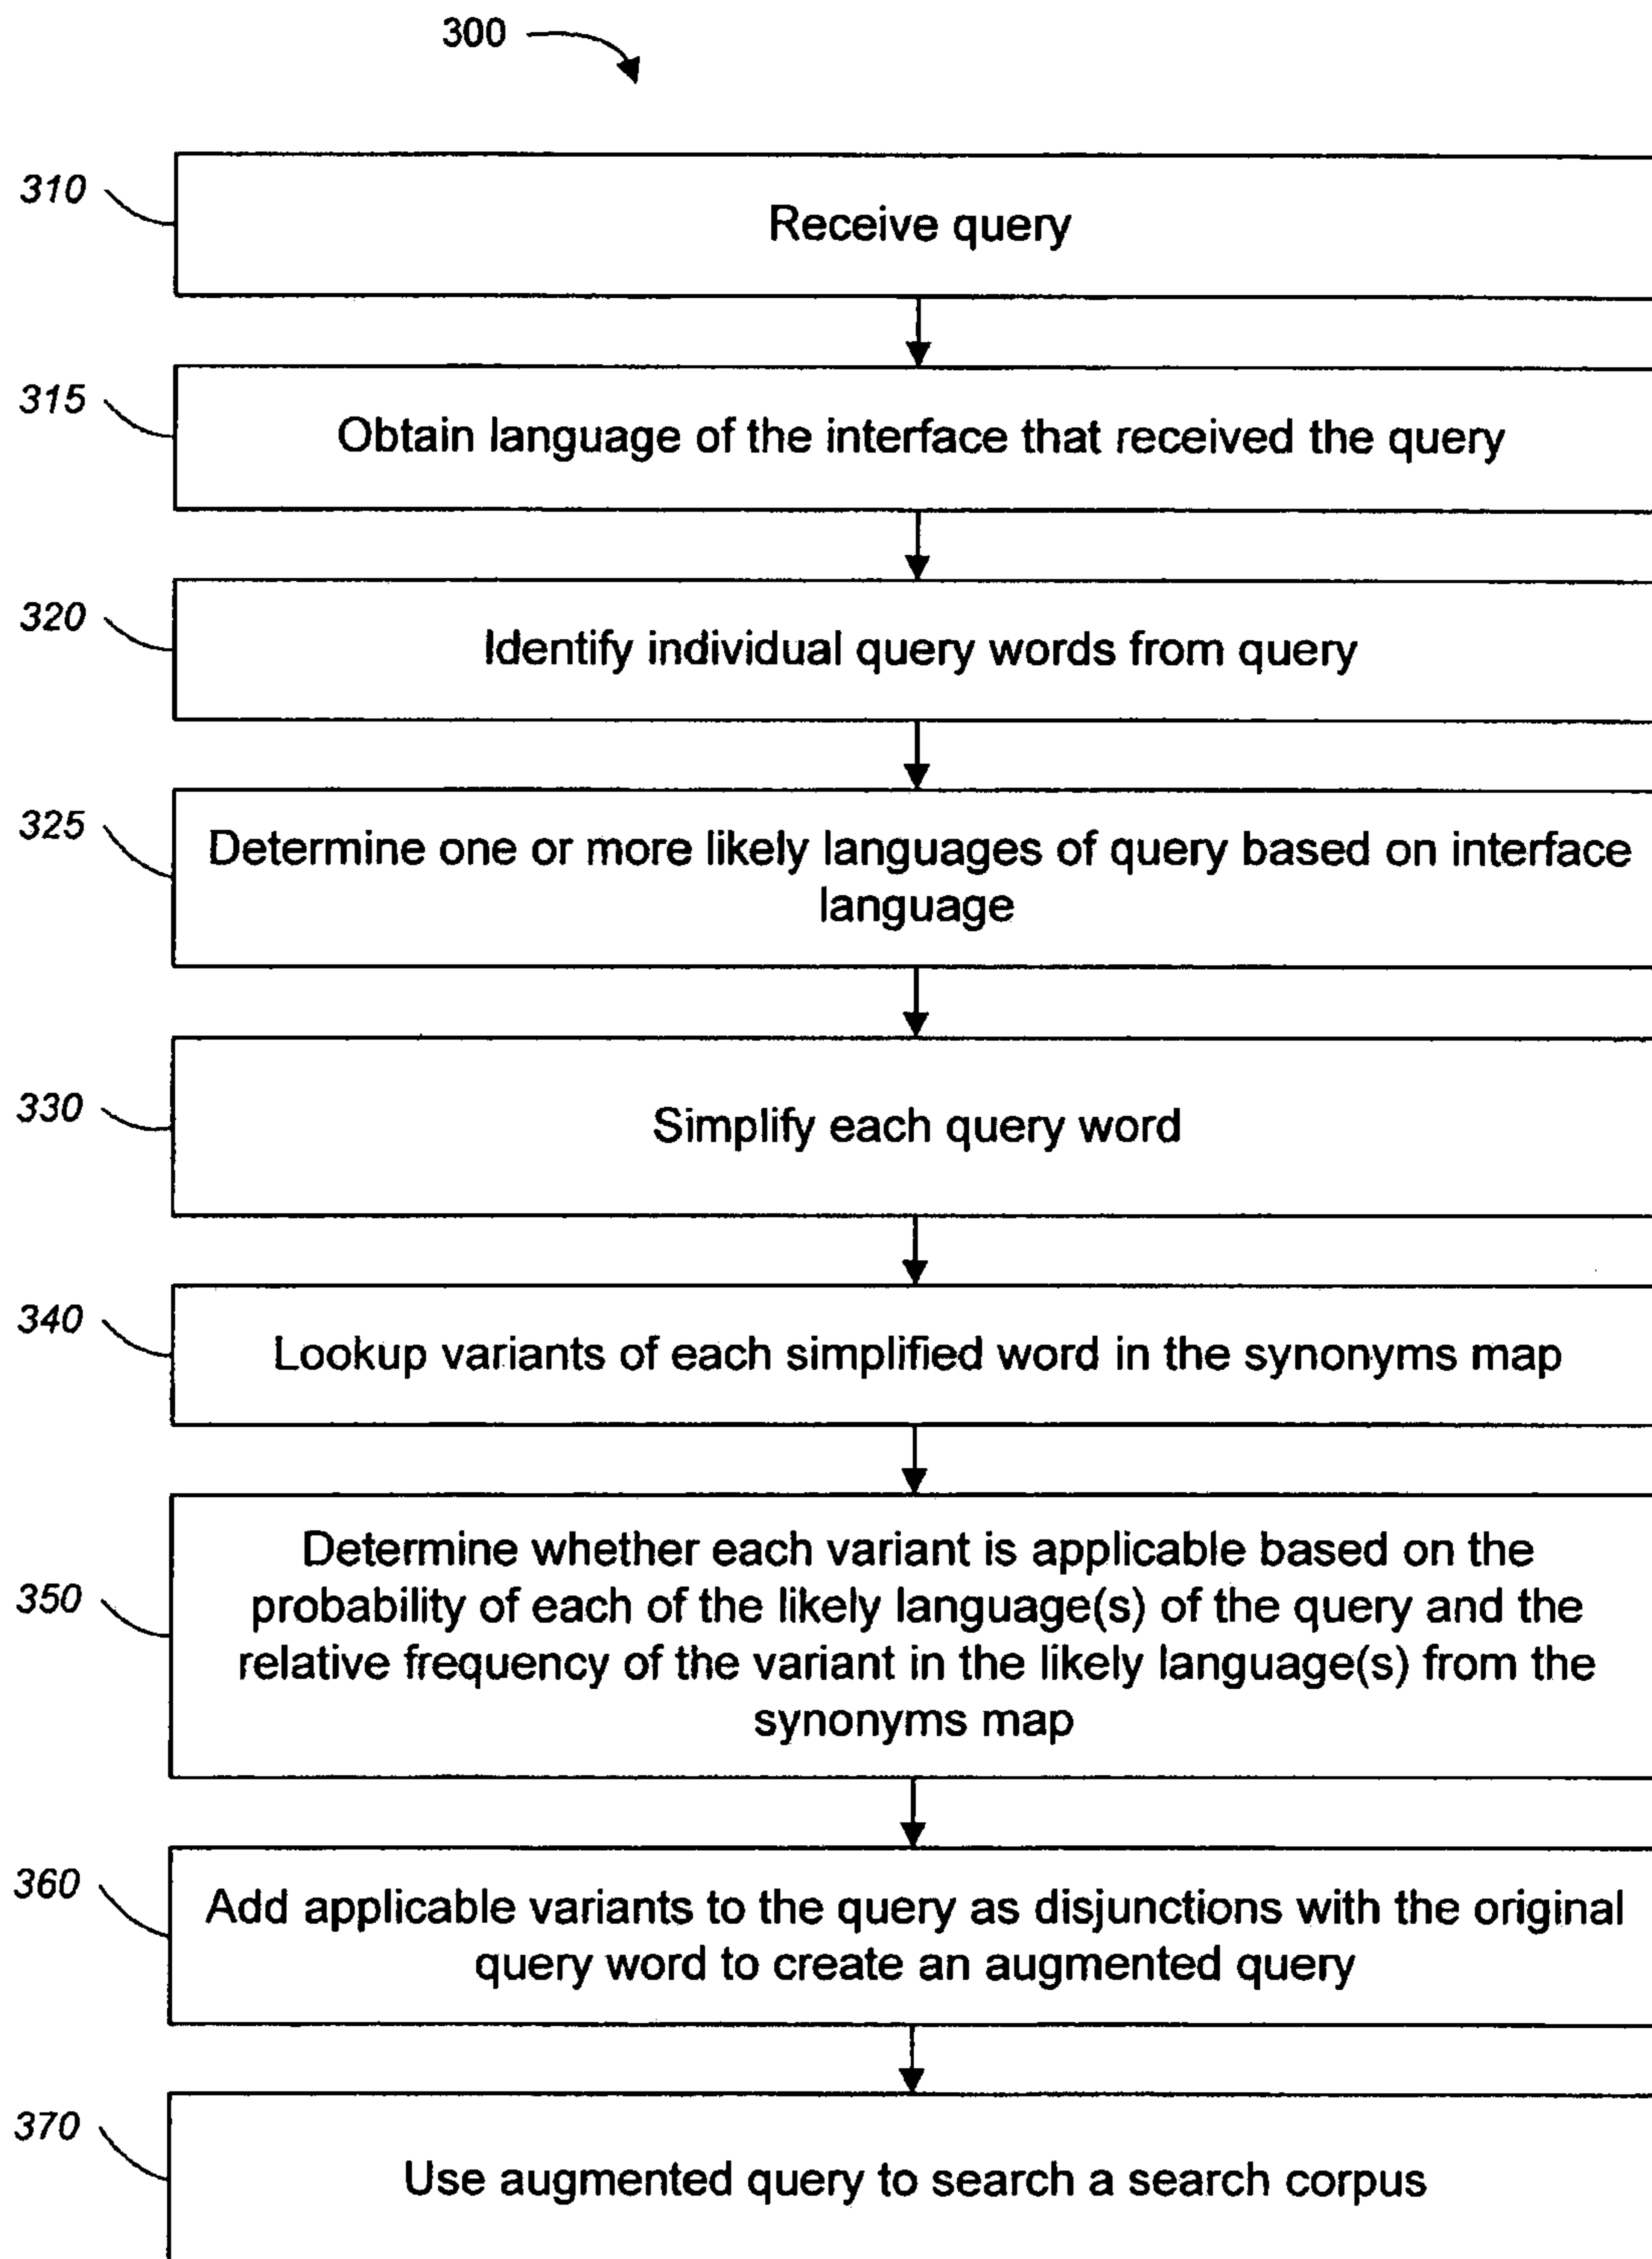 300
310
Receive query
315
Obtain language of the interface that received the query
320
Identify individual query words from query
325
Determine one or more likely languages of query based on interface
language
330
Simplify each query word
340
Lookup variants of each simplified word in the synonyms map
350
Determine whether each variant is applicable based on the
probability of each of the likely language(s) of the query and the
relative frequency of the variant in the likely language(s) from the
synonyms map
360
Add applicable variants to the query as disjunctions with the original
query word to create an augmented query
370
Use augmented query to search a search corpus